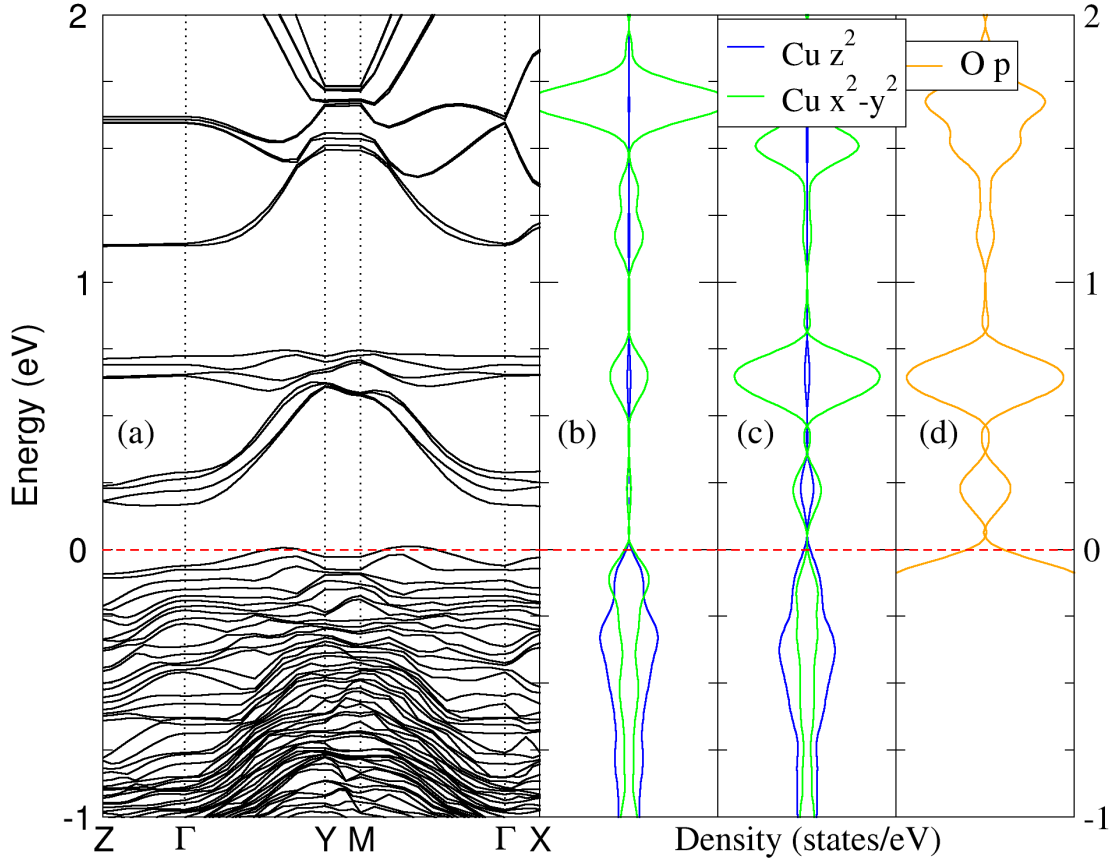 2
2
Cu z²
Cu x²-y²
O p
1
1
Energy (eV)
(a)
(b)
(c)
(d)
0
0
-1
-1
Z Γ Y M Γ X
Density (states/eV)